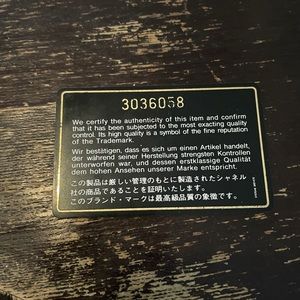 3036058
We certify the authenticity of this item and confirm
that it has been subjected to the most exacting quality
control. Its high quality is a symbol of the fine reputation
of the Trademark.
Wir bestätigen, dass es sich um einen Artikel handelt,
der während seiner Herstellung strengsten Kontrollen
unterworfen war, und dessen erstklassige Qualität
dem hohen Ansehen unserer Marke entspricht.
この製品は厳しい管理のもとに製造されたシャネル
社の商品であることを証明いたします。
このブランド・マークは最高級品質の象徴です。